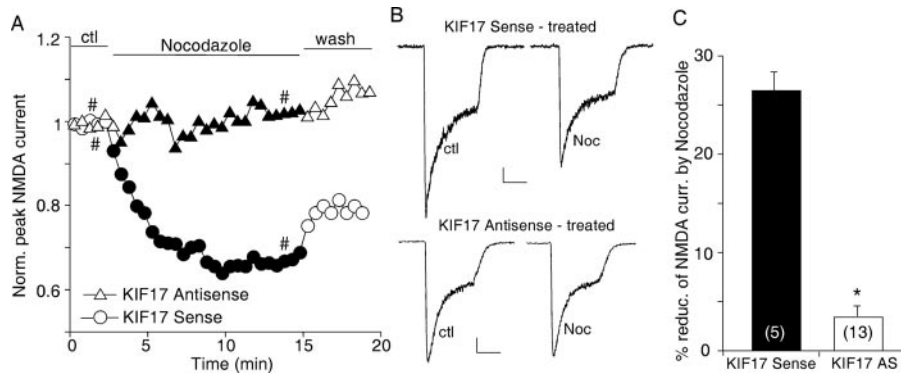 A
ctl
Nocodazole
wash
Norm. peak NMDA current
1.2
1
0.8
0.6
#
#
#
#
KIF17 Antisense
KIF17 Sense
0
5
10
15
20
Time (min)
B
KIF17 Sense - treated
ctl
Noc
KIF17 Antisense - treated
ctl
Noc
C
% reduc. of NMDA curr. by Nocodazole
30
20
10
0
*
(5)
(13)
KIF17 Sense
KIF17 AS